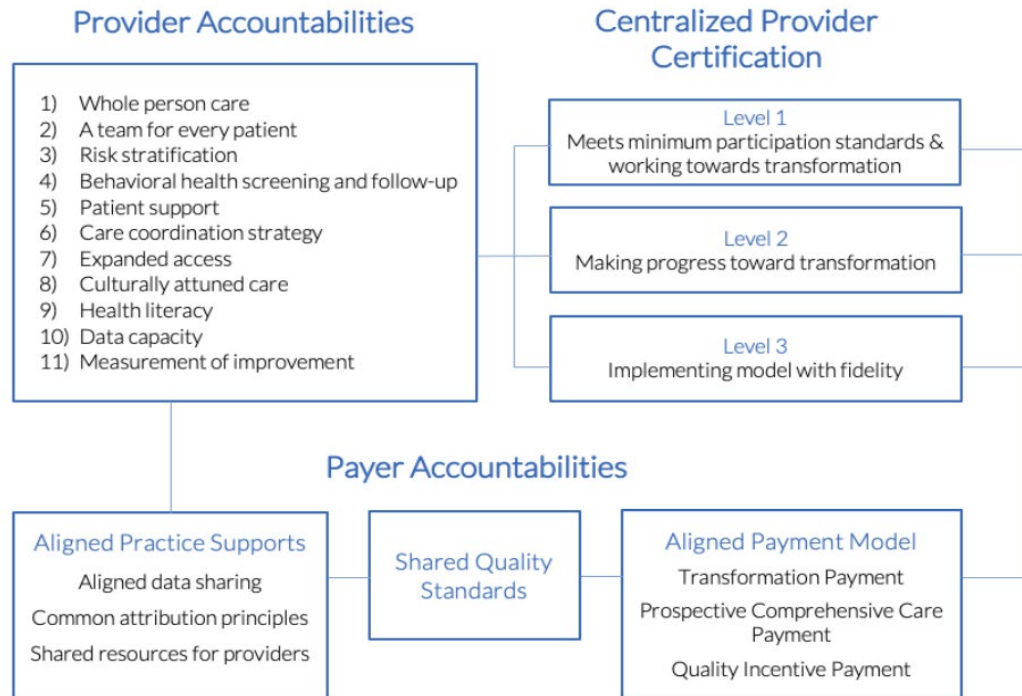 Provider Accountabilities
1) Whole person care
2) A team for every patient
3) Risk stratification
4) Behavioral health screening and follow-up
5) Patient support
6) Care coordination strategy
7) Expanded access
8) Culturally attuned care
9) Health literacy
10) Data capacity
11) Measurement of improvement
Centralized Provider
Certification
Level 1
Meets minimum participation standards &
working towards transformation
Level 2
Making progress toward transformation
Level 3
Implementing model with fidelity
Payer Accountabilities
Aligned Practice Supports
Aligned data sharing
Common attribution principles
Shared resources for providers
Shared Quality
Standards
Aligned Payment Model
Transformation Payment
Prospective Comprehensive Care
Payment
Quality Incentive Payment